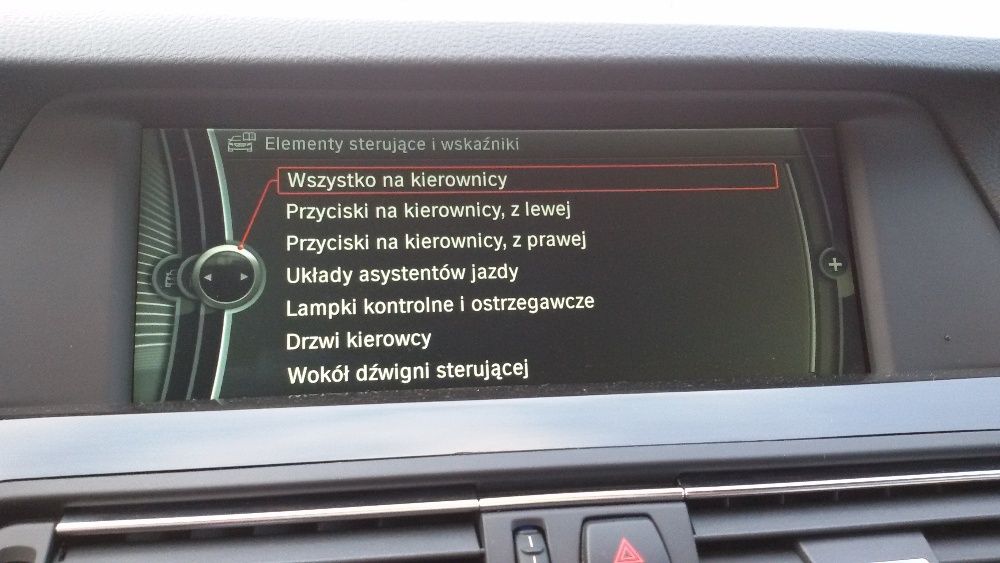 Elementy sterujące i wskaźniki
Wszystko na kierownicy
Przyciski na kierownicy, z lewej
Przyciski na kierownicy, z prawej
Układy asystentów jazdy
Lampki kontrolne i ostrzegawcze
Drzwi kierowcy
Wokół dźwigni sterującej